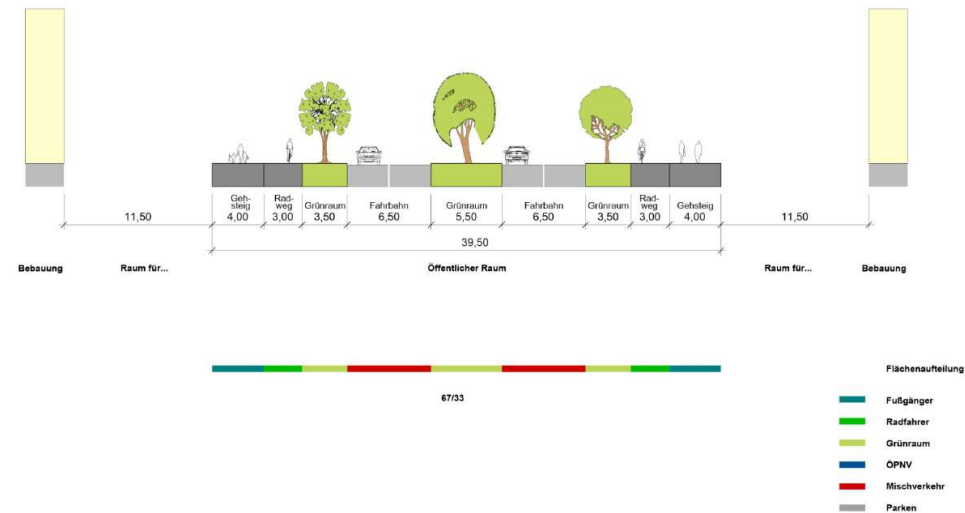 Geh-
steig
4,00
Rad-
weg
3,00
Grünraum
3,50
Fahrbahn
6,50
Grünraum
5,50
Fahrbahn
6,50
Grünraum
3,50
Rad-
weg
3,00
Gehsteig
4,00
11,50
11,50
39,50
Bebauung
Raum für...
Öffentlicher Raum
Raum für...
Bebauung
67/33
Flächenaufteilung
Fußgänger
Radfahrer
Grünraum
ÖPNV
Mischverkehr
Parken